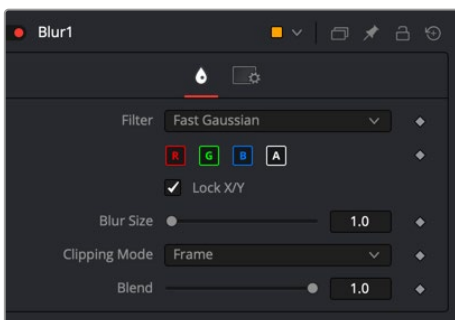 Blur1
Filter Fast Gaussian
R G B A
Lock X/Y
Blur Size 1.0
Clipping Mode Frame
Blend 1.0